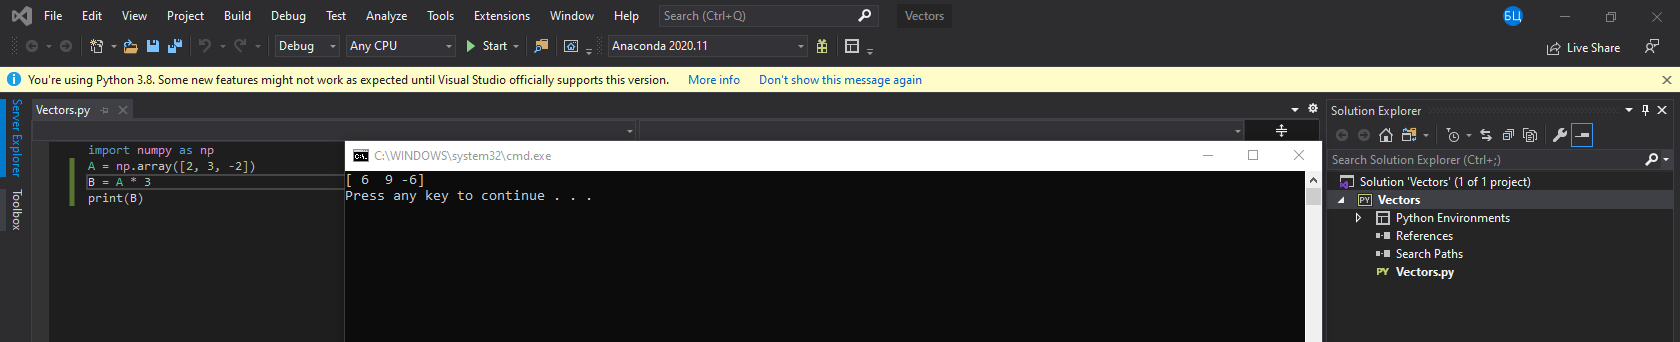 File Edit View Project Build Debug Test Analyze Tools Extensions Window Help Search (Ctrl+Q) Vectors БЦ
Debug Any CPU Start Anaconda 2020.11 Live Share
You're using Python 3.8. Some new features might not work as expected until Visual Studio officially supports this version. More info Don't show this message again
Server Explorer
Toolbox
Vectors.py
import numpy as np
A = np.array([2, 3, -2])
B = A * 3
print(B)
C:\WINDOWS\system32\cmd.exe
[ 6  9 -6]
Press any key to continue . . .
Solution Explorer
Search Solution Explorer (Ctrl+;)
Solution 'Vectors' (1 of 1 project)
PY Vectors
Python Environments
References
Search Paths
PY Vectors.py